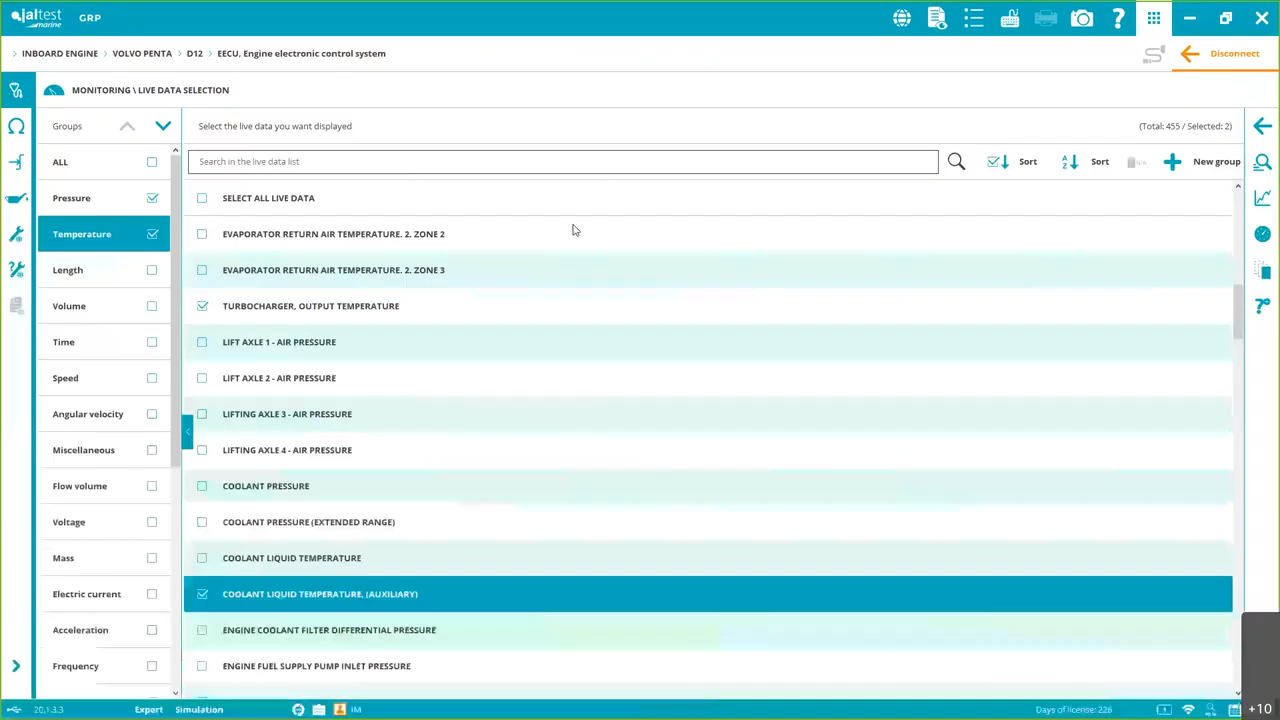 jaltest
marine
GRP
> INBOARD ENGINE > VOLVO PENTA > D12 > EECU, Engine electronic control system
Disconnect
MONITORING \ LIVE DATA SELECTION
Groups
Select the live data you want displayed
(Total: 455 / Selected: 2)
ALL
Search in the live data list
Sort
Sort
New group
Pressure
SELECT ALL LIVE DATA
Temperature
EVAPORATOR RETURN AIR TEMPERATURE. 2. ZONE 2
Length
EVAPORATOR RETURN AIR TEMPERATURE. 2. ZONE 3
Volume
TURBOCHARGER, OUTPUT TEMPERATURE
Time
LIFT AXLE 1 - AIR PRESSURE
Speed
LIFT AXLE 2 - AIR PRESSURE
Angular velocity
LIFTING AXLE 3 - AIR PRESSURE
Miscellaneous
LIFTING AXLE 4 - AIR PRESSURE
Flow volume
COOLANT PRESSURE
Voltage
COOLANT PRESSURE (EXTENDED RANGE)
Mass
COOLANT LIQUID TEMPERATURE
Electric current
COOLANT LIQUID TEMPERATURE, (AUXILIARY)
Acceleration
ENGINE COOLANT FILTER DIFFERENTIAL PRESSURE
Frequency
ENGINE FUEL SUPPLY PUMP INLET PRESSURE
20.1.3.3
Expert
Simulation
IM
Days of license: 226
+10